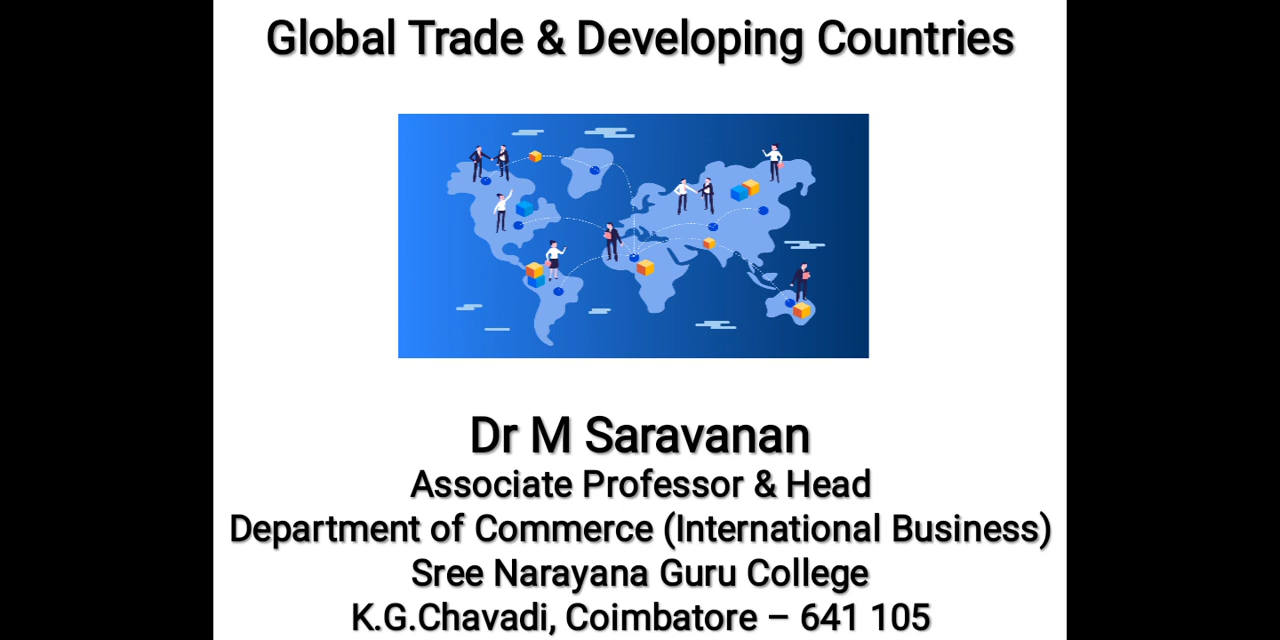 Global Trade & Developing Countries
Dr M Saravanan
Associate Professor & Head
Department of Commerce (International Business)
Sree Narayana Guru College
K.G.Chavadi, Coimbatore – 641 105